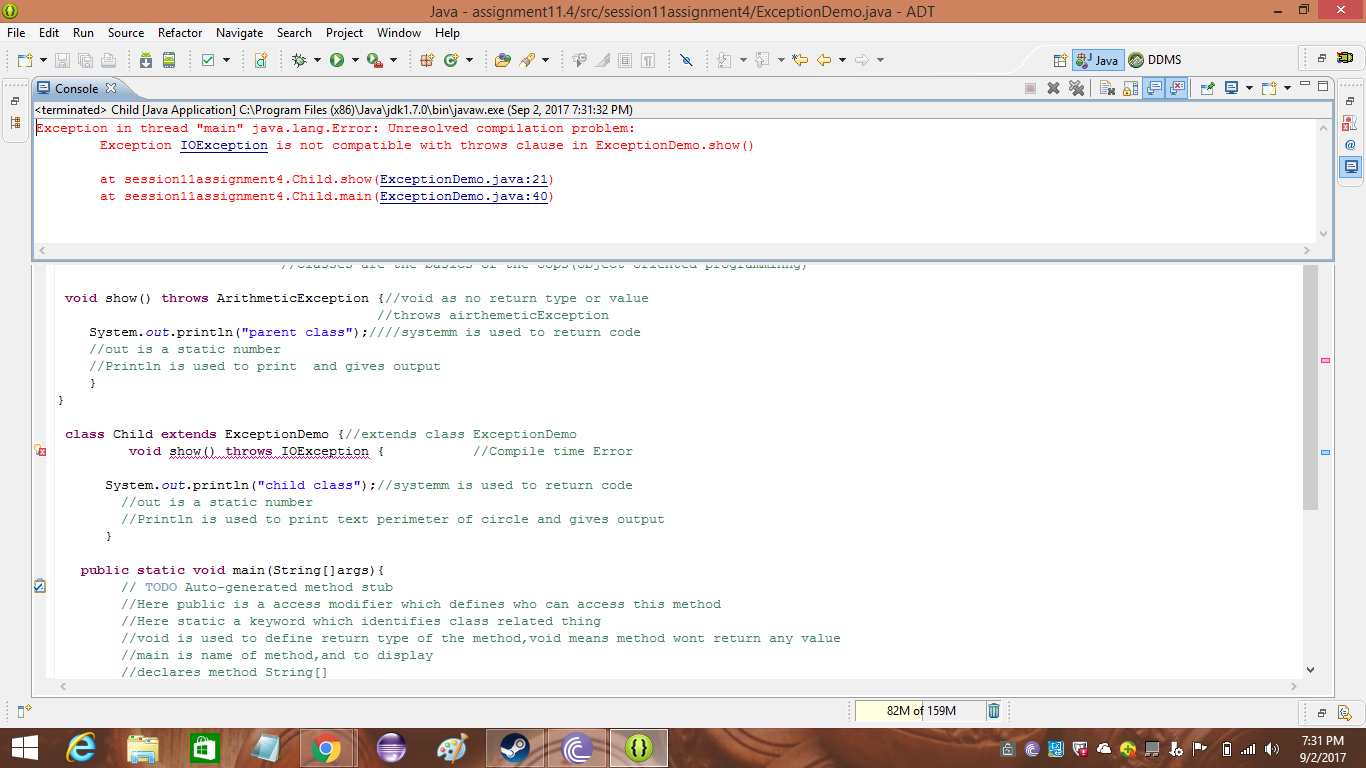 Java - assignment11.4/src/session11assignment4/ExceptionDemo.java - ADT
File Edit Run Source Refactor Navigate Search Project Window Help
Java DDMS
Console
<terminated> Child [Java Application] C:\Program Files (x86)\Java\jdk1.7.0\bin\javaw.exe (Sep 2, 2017 7:31:32 PM)
Exception in thread "main" java.lang.Error: Unresolved compilation problem:
Exception IOException is not compatible with throws clause in ExceptionDemo.show()
at session11assignment4.Child.show(ExceptionDemo.java:21)
at session11assignment4.Child.main(ExceptionDemo.java:40)
//classes are the basics of the oops(object oriented programminng)
void show() throws ArithmeticException {//void as no return type or value
//throws airthemeticException
System.out.println("parent class");////systemm is used to return code
//out is a static number
//Println is used to print  and gives output
}
}
class Child extends ExceptionDemo {//extends class ExceptionDemo
void show() throws IOException { //Compile time Error
System.out.println("child class");//systemm is used to return code
//out is a static number
//Println is used to print text perimeter of circle and gives output
}
public static void main(String[]args){
// TODO Auto-generated method stub
//Here public is a access modifier which defines who can access this method
//Here static a keyword which identifies class related thing
//void is used to define return type of the method,void means method wont return any value
//main is name of method,and to display
//declares method String[]
82M of 159M
7:31 PM
9/2/2017